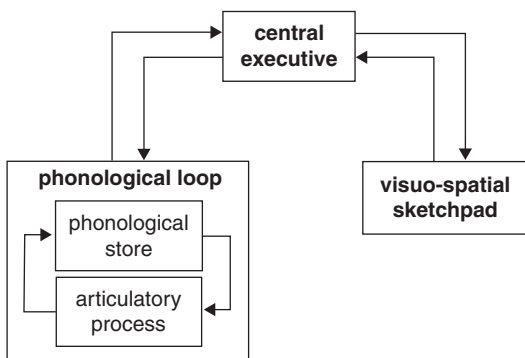 central
executive
phonological loop
visuo-spatial
sketchpad
phonological
store
articulatory
process